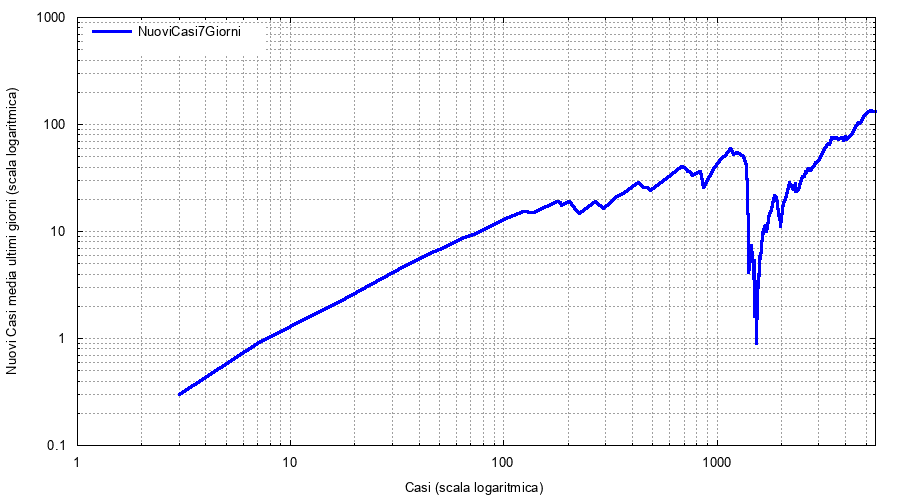 NuoviCasi7Giorni
1000
100
10
1
0.1
Nuovi Casi media ultimi giorni (scala logaritmica)
1 10 100 1000
Casi (scala logaritmica)